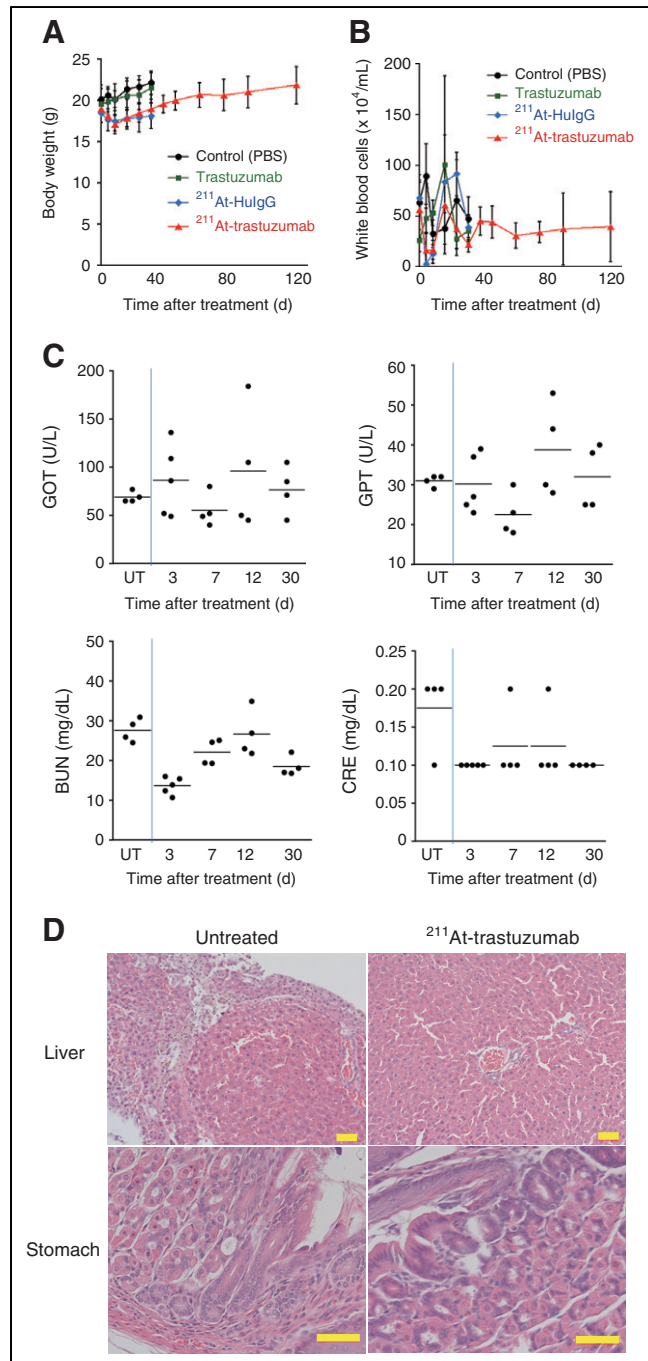 A
25
20
15
10
5
0
Body weight (g)
Control (PBS)
Trastuzumab
²¹¹At-HuIgG
²¹¹At-trastuzumab
0 40 80 120
Time after treatment (d)
B
200
150
100
50
0
White blood cells (x 10⁴/mL)
Control (PBS)
Trastuzumab
²¹¹At-HuIgG
²¹¹At-trastuzumab
0 40 80 120
Time after treatment (d)
C
200
150
100
50
0
GOT (U/L)
UT 3 7 12 30
Time after treatment (d)
60
50
40
30
20
10
GPT (U/L)
UT 3 7 12 30
Time after treatment (d)
50
40
30
20
10
0
BUN (mg/dL)
UT 3 7 12 30
Time after treatment (d)
0.25
0.20
0.15
0.10
0.05
0
CRE (mg/dL)
UT 3 7 12 30
Time after treatment (d)
D
Untreated
²¹¹At-trastuzumab
Liver
Stomach